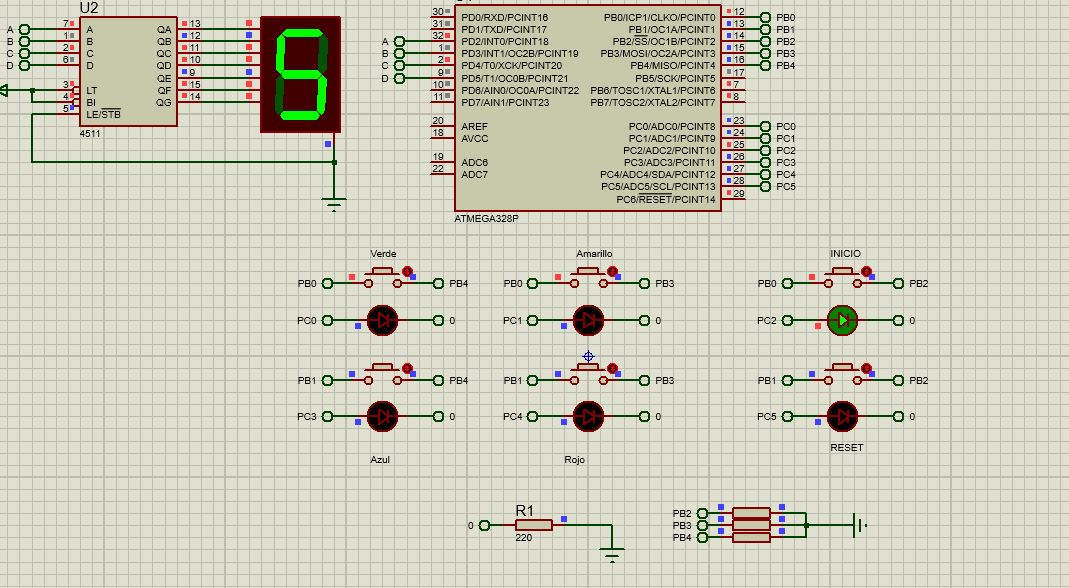 U2
7 A QA 13
1 B QB 12
2 C QC 11
6 D QD 10
QE 9
3 LT QF 15
4 BI QG 14
5 LE/STB
4511
A
B
C
D
30 PD0/RXD/PCINT16 PB0/ICP1/CLKO/PCINT0 12 PB0
31 PD1/TXD/PCINT17 PB1/OC1A/PCINT1 13 PB1
A 32 PD2/INT0/PCINT18 PB2/SS/OC1B/PCINT2 14 PB2
B 1 PD3/INT1/OC2B/PCINT19 PB3/MOSI/OC2A/PCINT3 15 PB3
C 2 PD4/T0/XCK/PCINT20 PB4/MISO/PCINT4 16 PB4
D 9 PD5/T1/OC0B/PCINT21 PB5/SCK/PCINT5 17
10 PD6/AIN0/OC0A/PCINT22 PB6/TOSC1/XTAL1/PCINT6 7
11 PD7/AIN1/PCINT23 PB7/TOSC2/XTAL2/PCINT7 8
20 AREF PC0/ADC0/PCINT8 23 PC0
18 AVCC PC1/ADC1/PCINT9 24 PC1
PC2/ADC2/PCINT10 25 PC2
19 ADC6 PC3/ADC3/PCINT11 26 PC3
22 ADC7 PC4/ADC4/SDA/PCINT12 27 PC4
PC5/ADC5/SCL/PCINT13 28 PC5
PC6/RESET/PCINT14 29
ATMEGA328P
Verde Amarillo INICIO
PB0 PB4 PB0 PB3 PB0 PB2
PC0 0 PC1 0 PC2 0
PB1 PB4 PB1 PB3 PB1 PB2
PC3 0 PC4 0 PC5 0
Azul Rojo RESET
R1
0
220
PB2
PB3
PB4